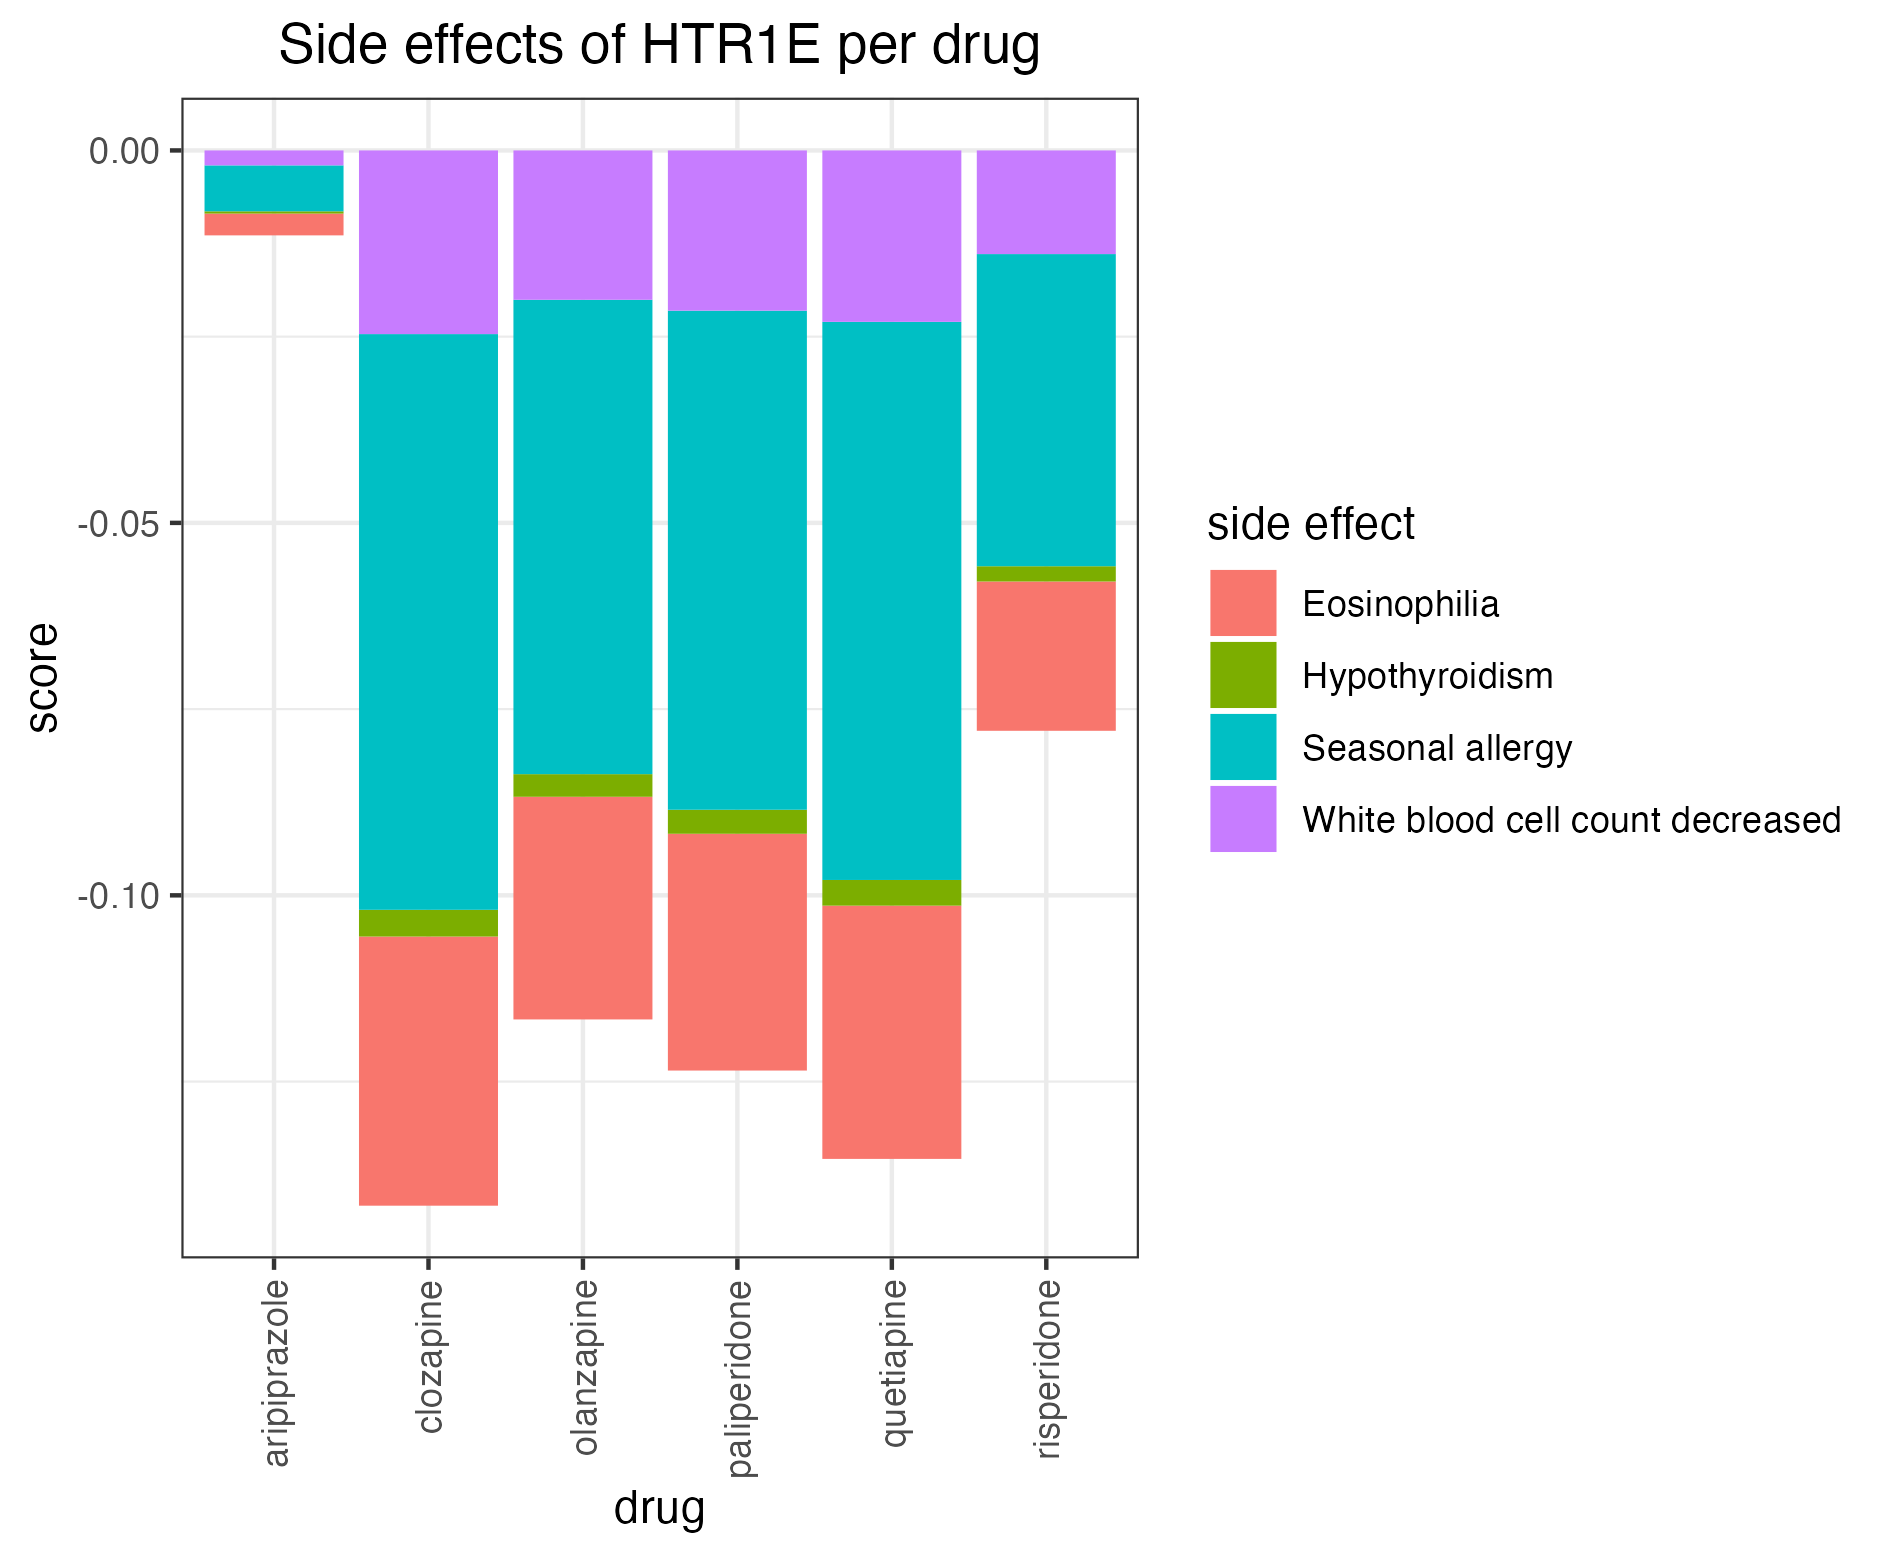 Side effects of HTR1E per drug
0.00
-0.05
-0.10
score
aripiprazole
clozapine
olanzapine
paliperidone
quetiapine
risperidone
drug
side effect
Eosinophilia
Hypothyroidism
Seasonal allergy
White blood cell count decreased